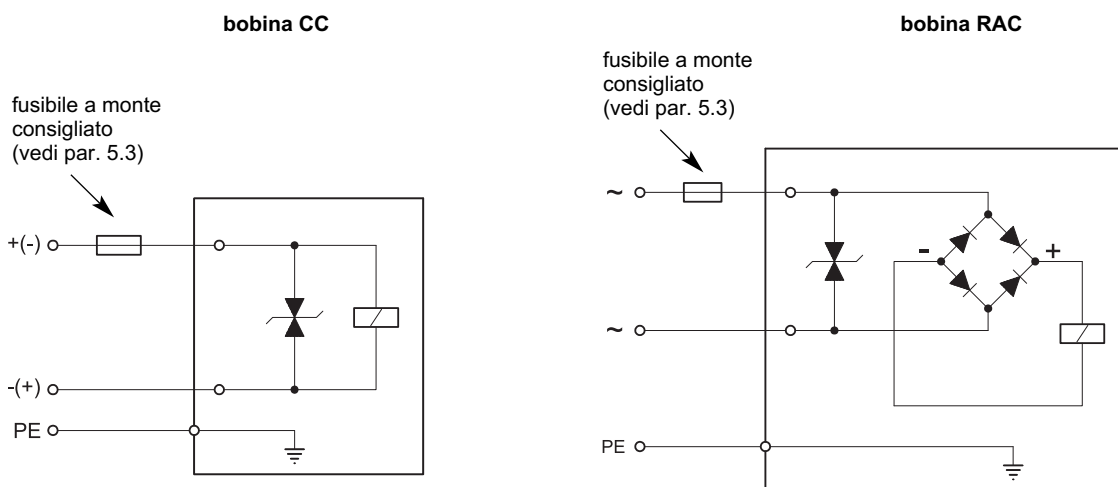 bobina CC
fusibile a monte
consigliato
(vedi par. 5.3)
+(-)
-(+)
PE
bobina RAC
fusibile a monte
consigliato
(vedi par. 5.3)
~
- +
~
PE